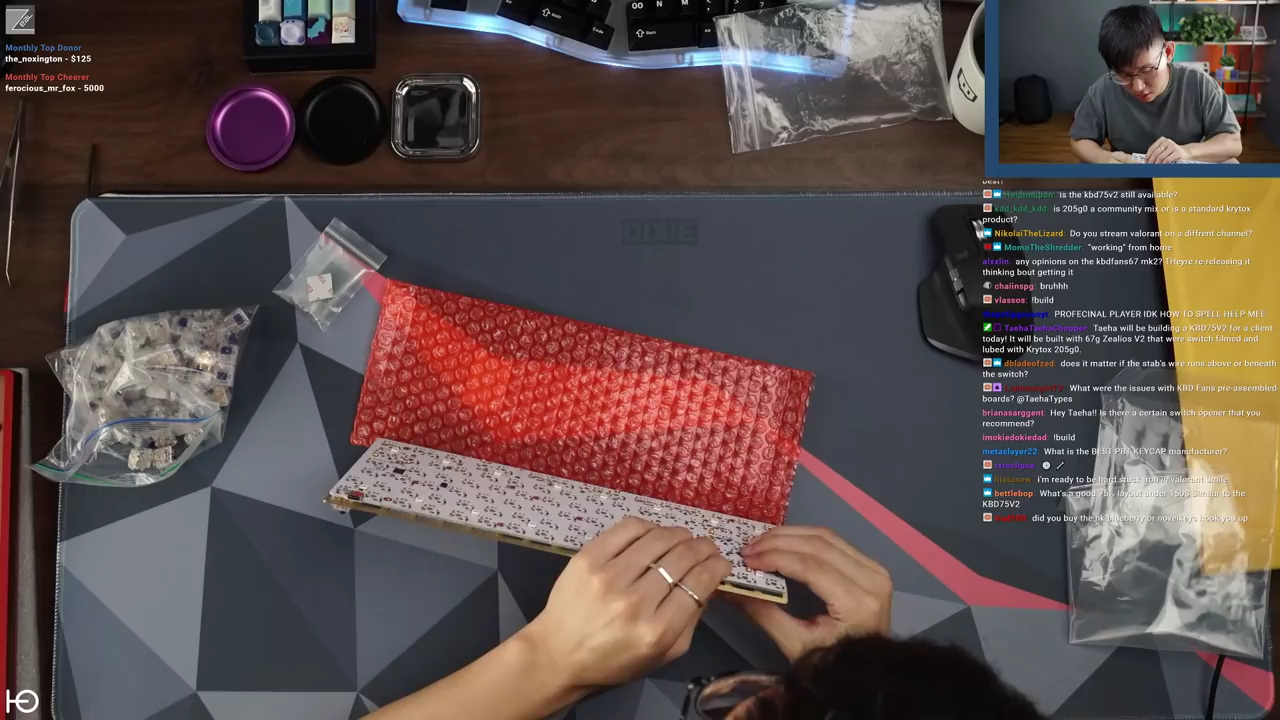 Monthly Top Donor
the_noxington - $125
Monthly Top Cheerer
ferocious_mr_fox - 5000
DIXIE
best!
is the kbd75v2 still available?
kdd_kdd_kdd: is 205g0 a community mix or is a standard krytox
product?
NikolaiTheLizard: Do you stream valorant on a diffrent channel?
MomoTheShredder: "working" from home
alxxlin: any opinions on the kbdfans67 mk2? THeyre re-releasing it
thinking bout getting it
chaiinspg: bruhhh
vlassos: !build
PROFECINAL PLAYER IDK HOW TO SPELL HELP MEE
TaehaTaehaChopper: Taeha will be building a KBD75V2 for a client
today! It will be built with 67g Zealios V2 that were switch filmed and
lubed with Krytox 205g0.
dbladeofzed: does it matter if the stab's wire runs above or beneath
the switch?
What were the issues with KBD Fans pre-assembled
boards? @TaehaTypes
brianasarggent: Hey Taeha!! Is there a certain switch opener that you
recommend?
imokiedokiedad: !build
metaslayer22: What is the BEST PBT KEYCAP manufacturer?
i'm ready to be hard stuck iron in valorant smile
bettlebop: What's a good 75% layout under 150$ Similar to the
KBD75V2
did you buy the nk blueberry or novelkeys hook you up